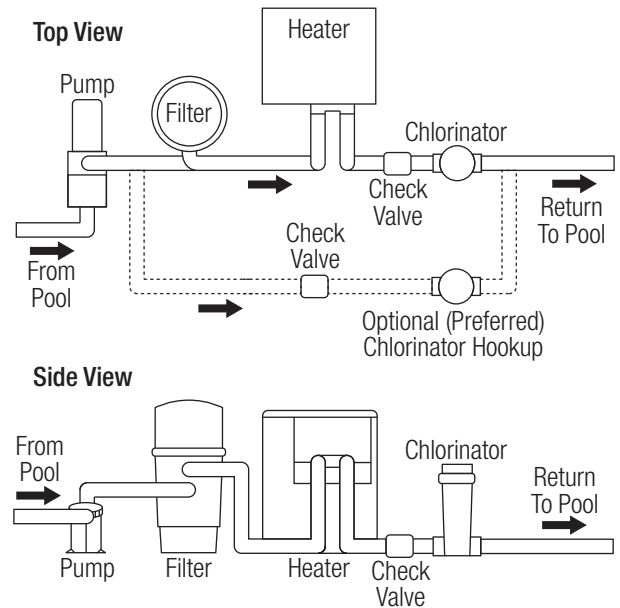 Top View
Heater
Pump
Filter
Chlorinator
Check
Valve
Return
To Pool
From
Pool
Check
Valve
Optional (Preferred)
Chlorinator Hookup
Side View
From
Pool
Chlorinator
Return
To Pool
Pump
Filter
Heater
Check
Valve